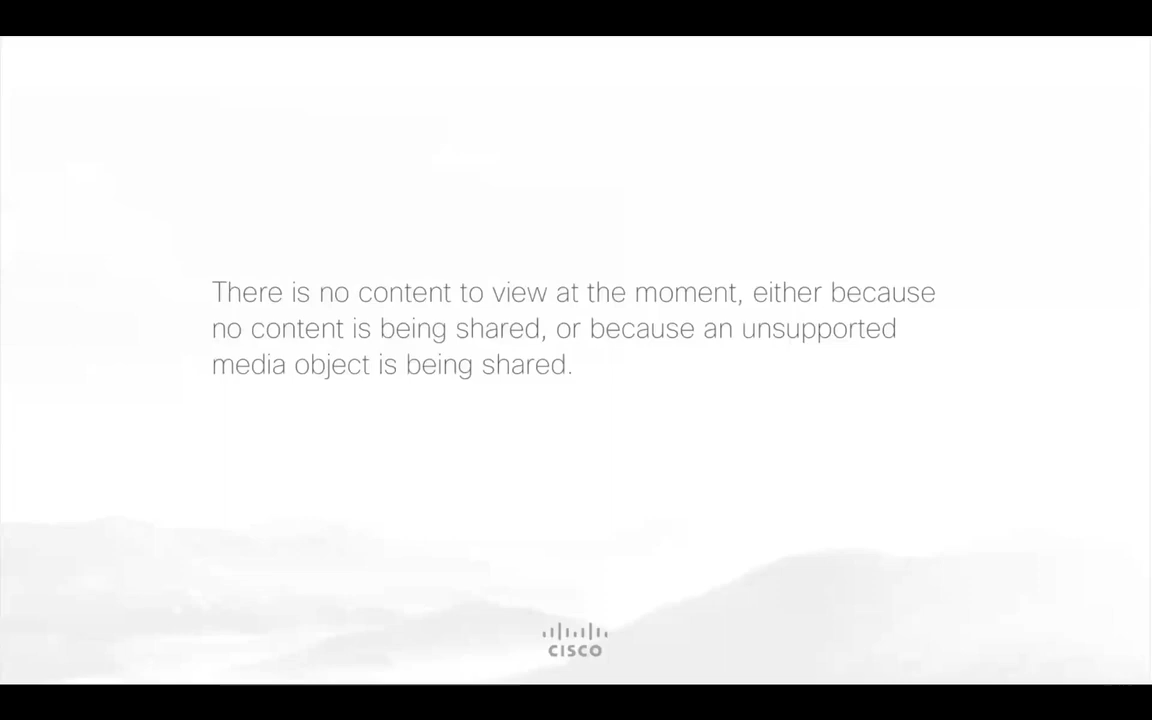 There is no content to view at the moment, either because
no content is being shared, or because an unsupported
media object is being shared.
CISCO